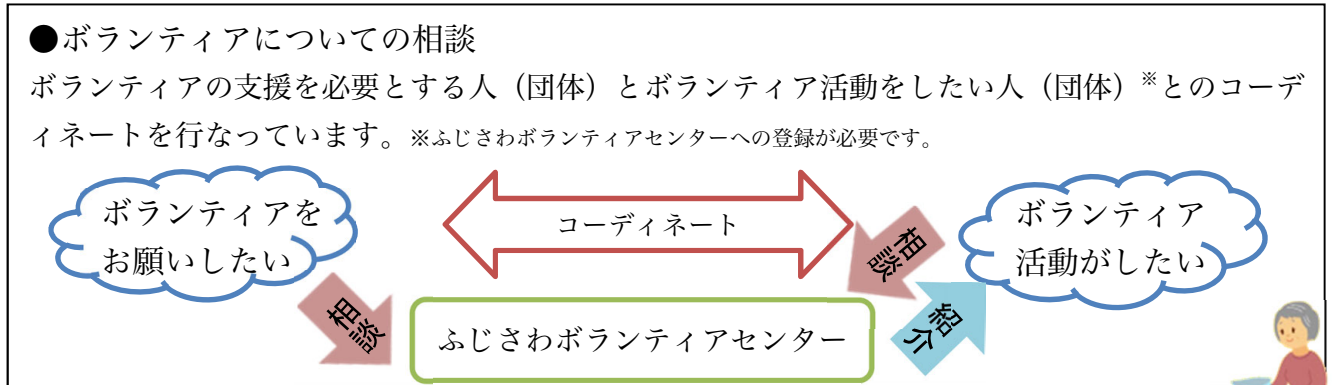 ●ボランティアについての相談
ボランティアの支援を必要とする人（団体）とボランティア活動をしたい人（団体）※とのコーデ
ィネートを行なっています。※ふじさわボランティアセンターへの登録が必要です。
ボランティアを
お願いしたい
コーディネート
ボランティア
活動がしたい
相談
相談
紹介
ふじさわボランティアセンター